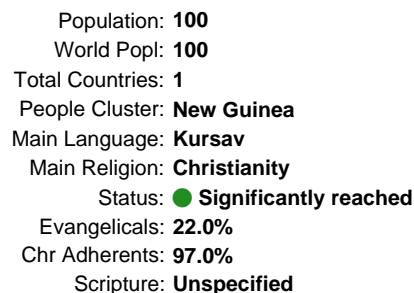 Population: 100
World Popl: 100
Total Countries: 1
People Cluster: New Guinea
Main Language: Kursav
Main Religion: Christianity
Status: Significantly reached
Evangelicals: 22.0%
Chr Adherents: 97.0%
Scripture: Unspecified